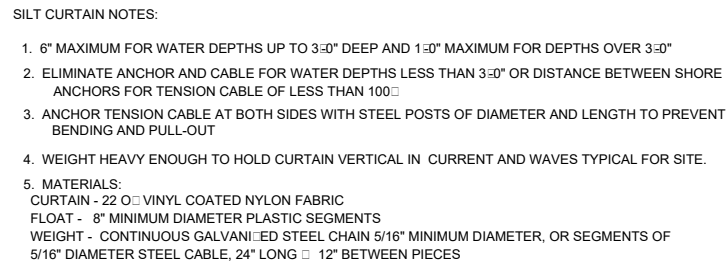 SILT CURTAIN NOTES:
1. 6" MAXIMUM FOR WATER DEPTHS UP TO 3-0" DEEP AND 1-0" MAXIMUM FOR DEPTHS OVER 3-0"
2. ELIMINATE ANCHOR AND CABLE FOR WATER DEPTHS LESS THAN 3-0" OR DISTANCE BETWEEN SHORE
ANCHORS FOR TENSION CABLE OF LESS THAN 100□
3. ANCHOR TENSION CABLE AT BOTH SIDES WITH STEEL POSTS OF DIAMETER AND LENGTH TO PREVENT
BENDING AND PULL-OUT
4. WEIGHT HEAVY ENOUGH TO HOLD CURTAIN VERTICAL IN CURRENT AND WAVES TYPICAL FOR SITE.
5. MATERIALS:
CURTAIN - 22 O□ VINYL COATED NYLON FABRIC
FLOAT - 8" MINIMUM DIAMETER PLASTIC SEGMENTS
WEIGHT - CONTINUOUS GALVANI□ED STEEL CHAIN 5/16" MINIMUM DIAMETER, OR SEGMENTS OF
5/16" DIAMETER STEEL CABLE, 24" LONG □ 12" BETWEEN PIECES